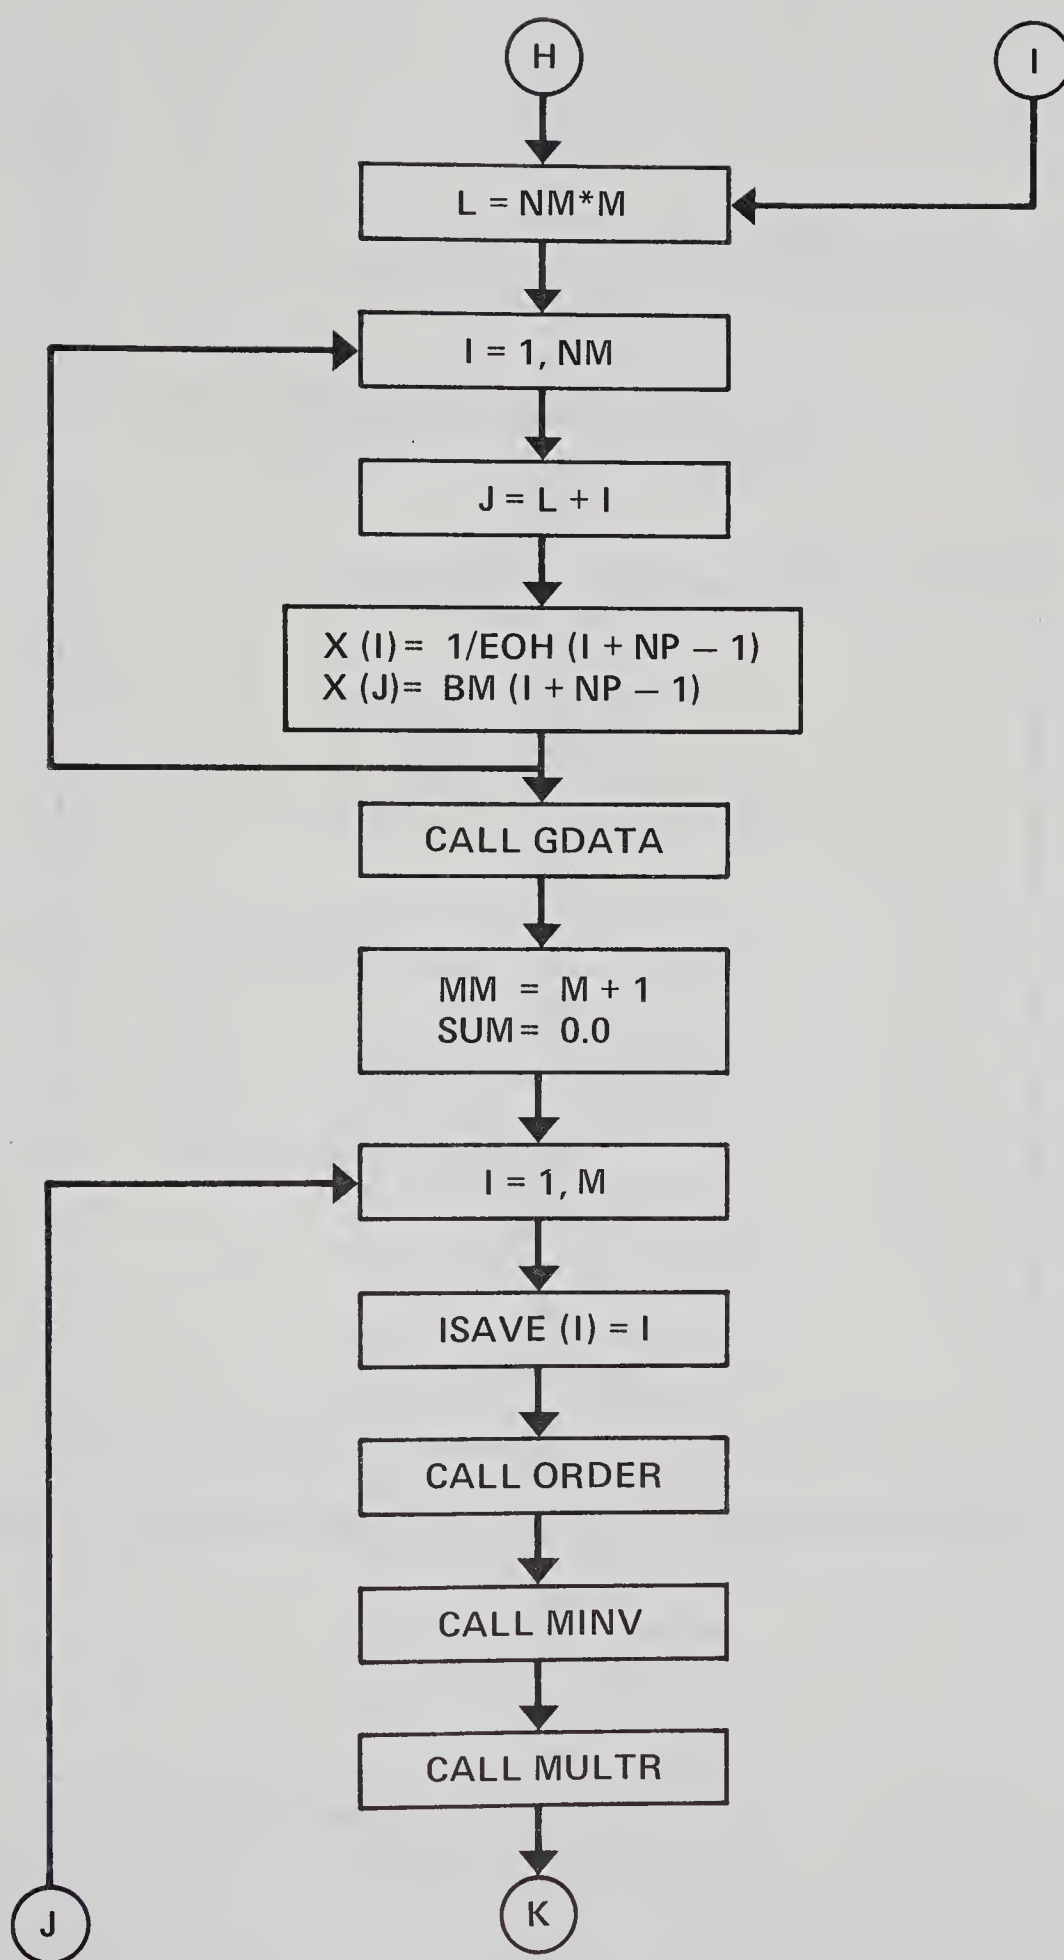 H
I
L = NM*M
I = 1, NM
J = L + I
X (I) = 1/EOH (I + NP – 1)
X (J) = BM (I + NP – 1)
CALL GDATA
MM = M + 1
SUM = 0.0
I = 1, M
ISAVE (I) = I
CALL ORDER
CALL MINV
CALL MULTR
J
K